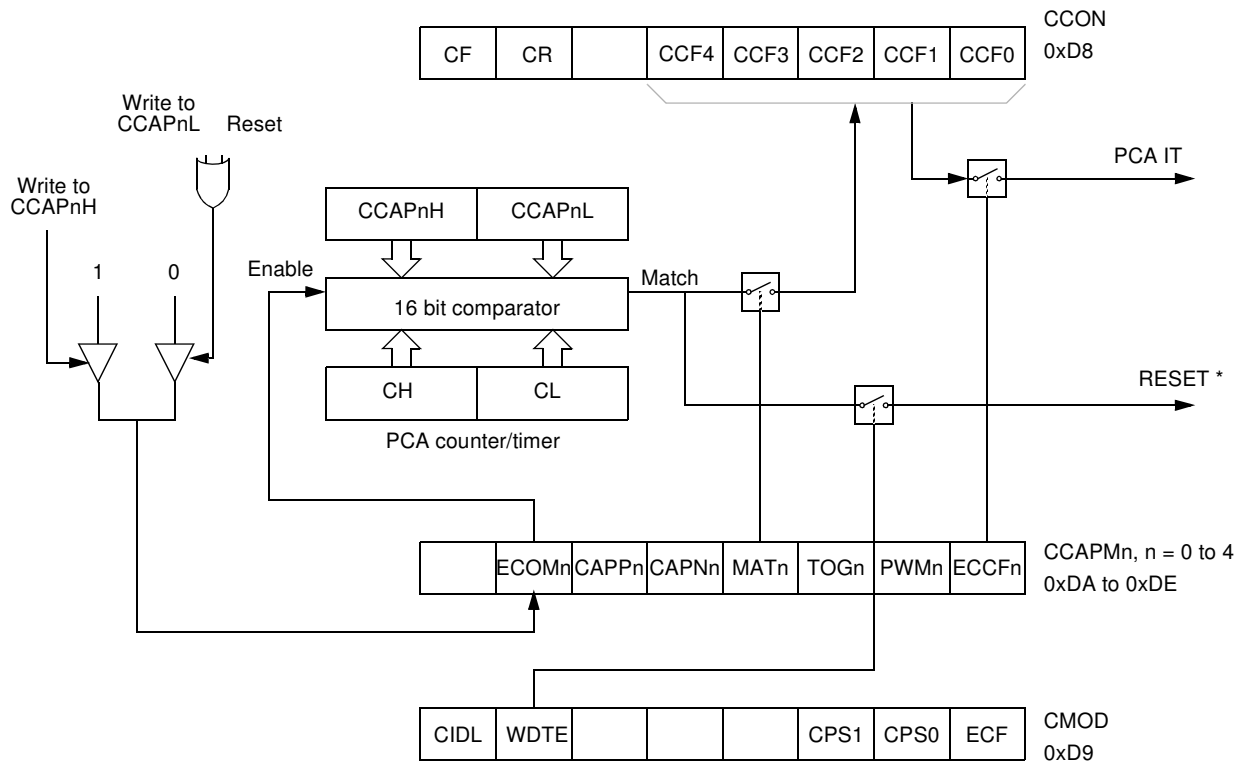 CF CR CCF4 CCF3 CCF2 CCF1 CCF0
CCON
0xD8
Write to
CCAPnL
Reset
PCA IT
Write to
CCAPnH
CCAPnH CCAPnL
1 0
Enable
Match
16 bit comparator
CH CL
RESET *
PCA counter/timer
ECOMn CAPPn CAPNn MATn TOGn PWMn ECCFn
CCAPMn, n = 0 to 4
0xDA to 0xDE
CIDL WDTE CPS1 CPS0 ECF
CMOD
0xD9